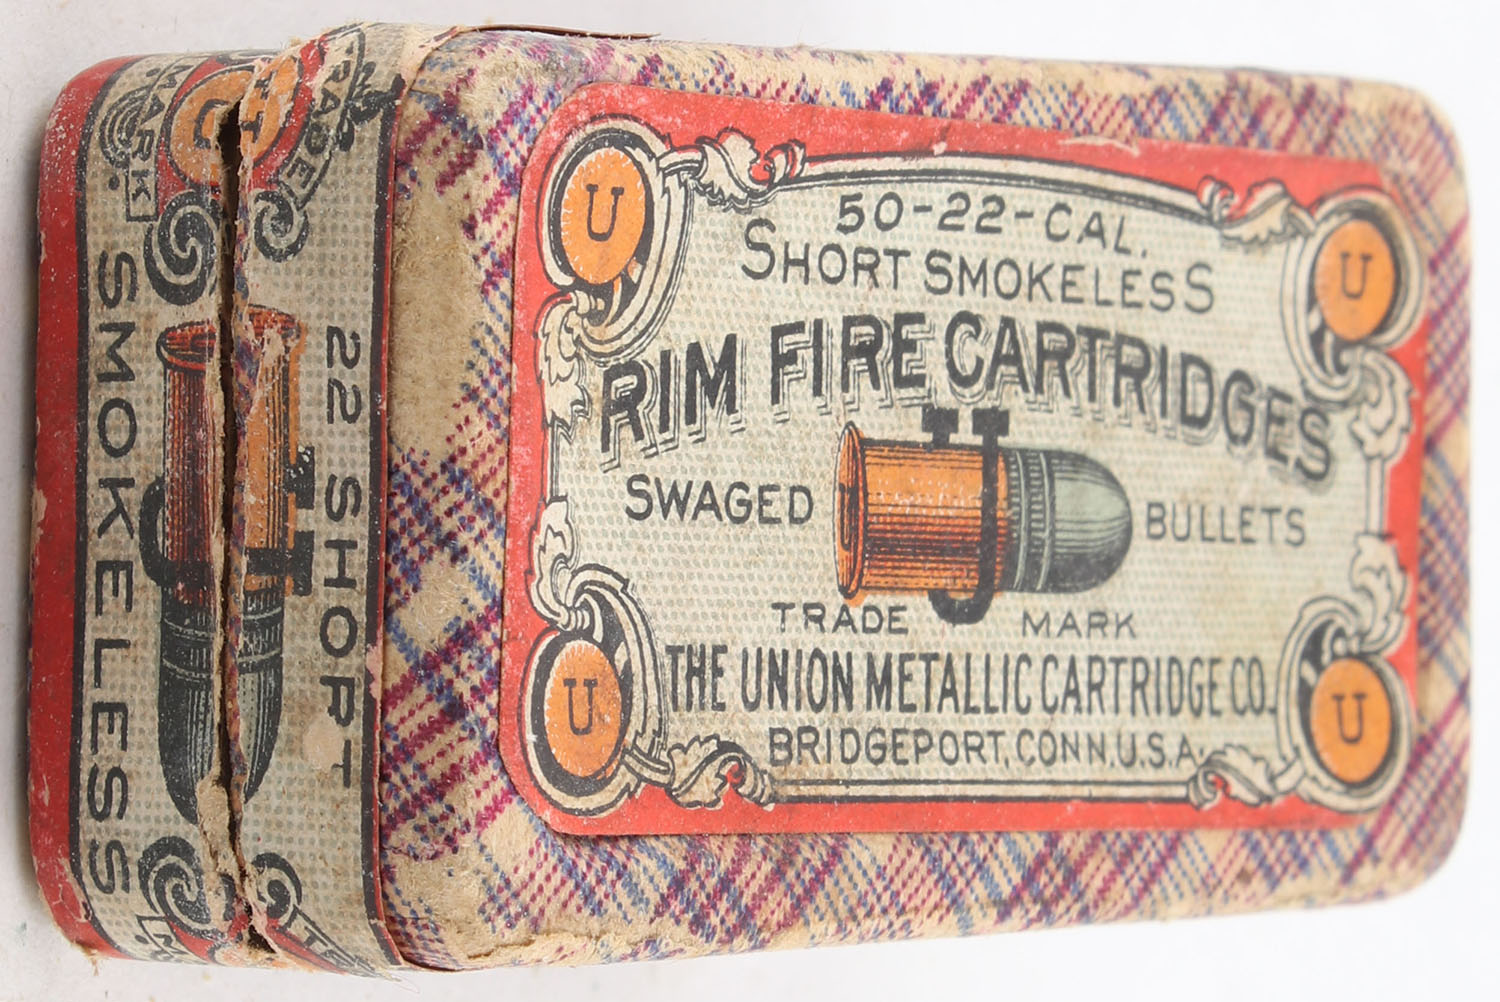 U
U
50-22-CAL.
SHORT SMOKELESS
RIM FIRE CARTRIDGES
SWAGED BULLETS
U
TRADE MARK
THE UNION METALLIC CARTRIDGE CO.
BRIDGEPORT, CONN. U.S.A.
U
U
TRADE
MARK.
22 SHORT
SMOKELESS